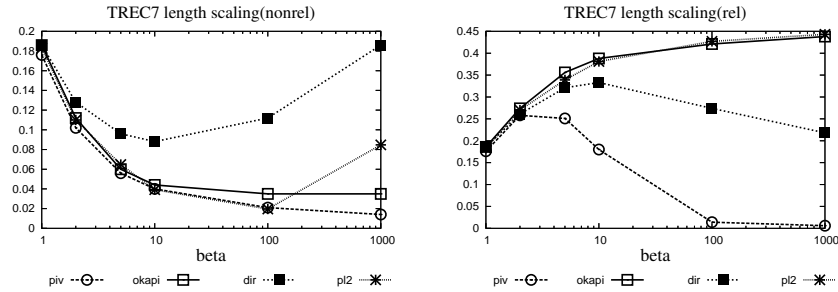 TREC7 length scaling(nonrel)
0.2
0.18
0.16
0.14
0.12
0.1
0.08
0.06
0.04
0.02
0
1 10 100 1000
beta
piv okapi dir pl2
TREC7 length scaling(rel)
0.45
0.4
0.35
0.3
0.25
0.2
0.15
0.1
0.05
0
1 10 100 1000
beta
piv okapi dir pl2